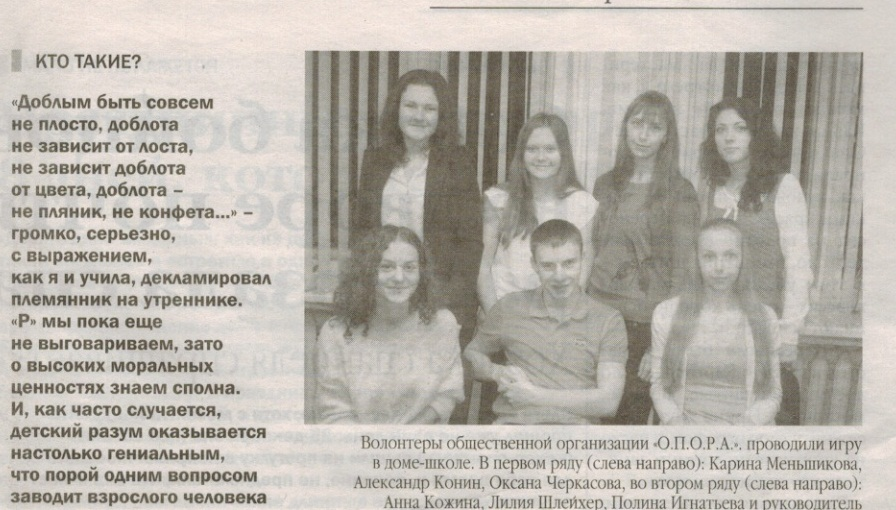 КТО ТАКИЕ?
«Доблым быть совсем
не плосто, доблота
не зависит от лоста,
не зависит доблота
от цвета, доблота –
не пляник, не конфета...» –
громко, серьезно,
с выражением,
как я и учила, декламировал
племянник на утреннике.
«Р» мы пока еще
не выговариваем, зато
о высоких моральных
ценностях знаем сполна.
И, как часто случается,
детский разум оказывается
настолько гениальным,
что порой одним вопросом
заводит взрослого человека
Волонтеры общественной организации «О.П.О.Р.А.». проводили игру
в доме-школе. В первом ряду (слева направо): Карина Меньшикова,
Александр Конин, Оксана Черкасова, во втором ряду (слева направо):
Анна Кожина, Лилия Шлейхер, Полина Игнатьева и руководитель